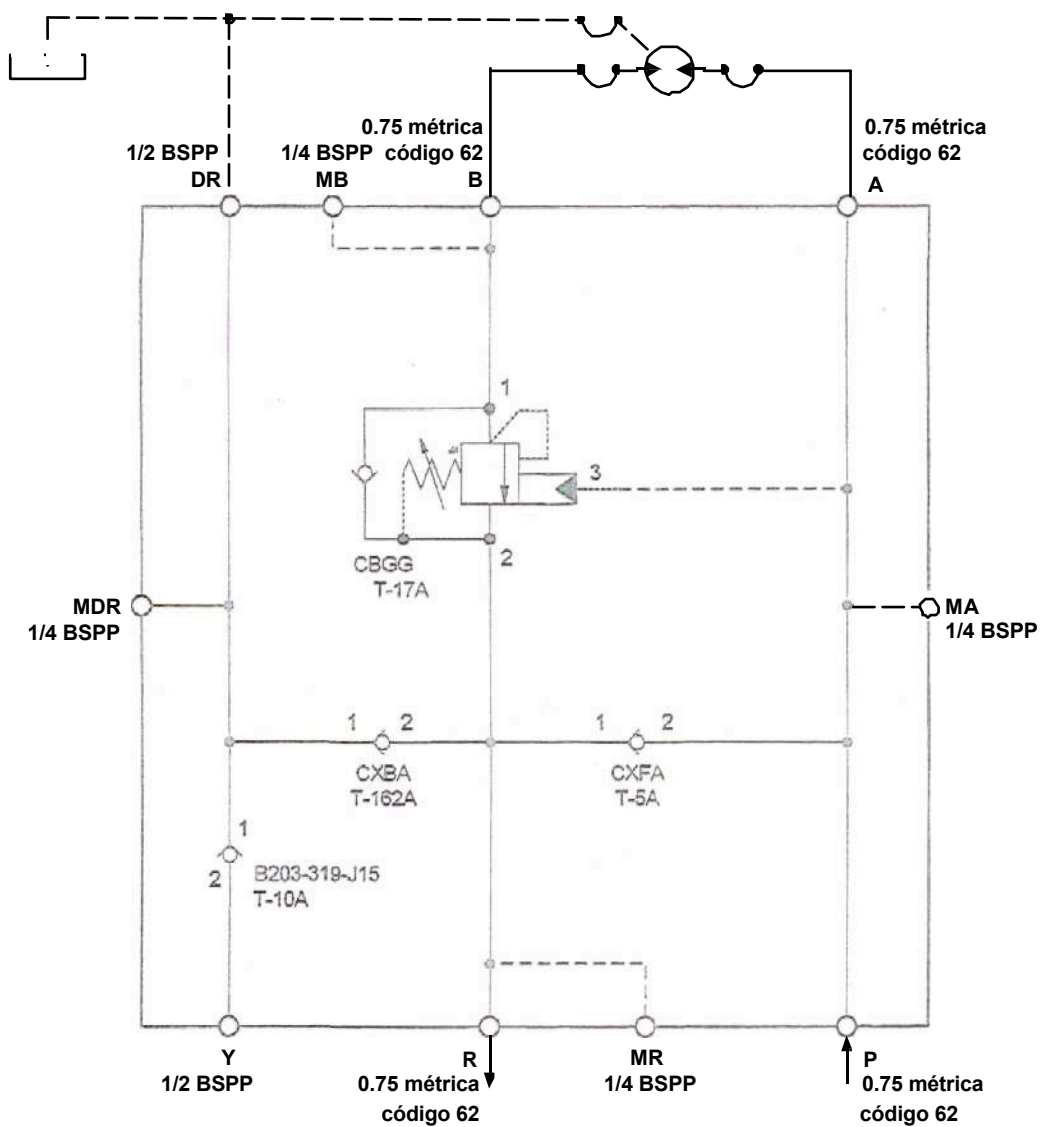 0.75 métrica
código 62
0.75 métrica
código 62
1/2 BSPP
1/4 BSPP
DR
MB
B
A
1
3
2
CBGG
T-17A
MDR
1/4 BSPP
MA
1/4 BSPP
1
2
1
2
CXBA
T-162A
CXFA
T-5A
1
2
B203-319-J15
T-10A
Y
1/2 BSPP
R
0.75 métrica
código 62
MR
1/4 BSPP
P
0.75 métrica
código 62